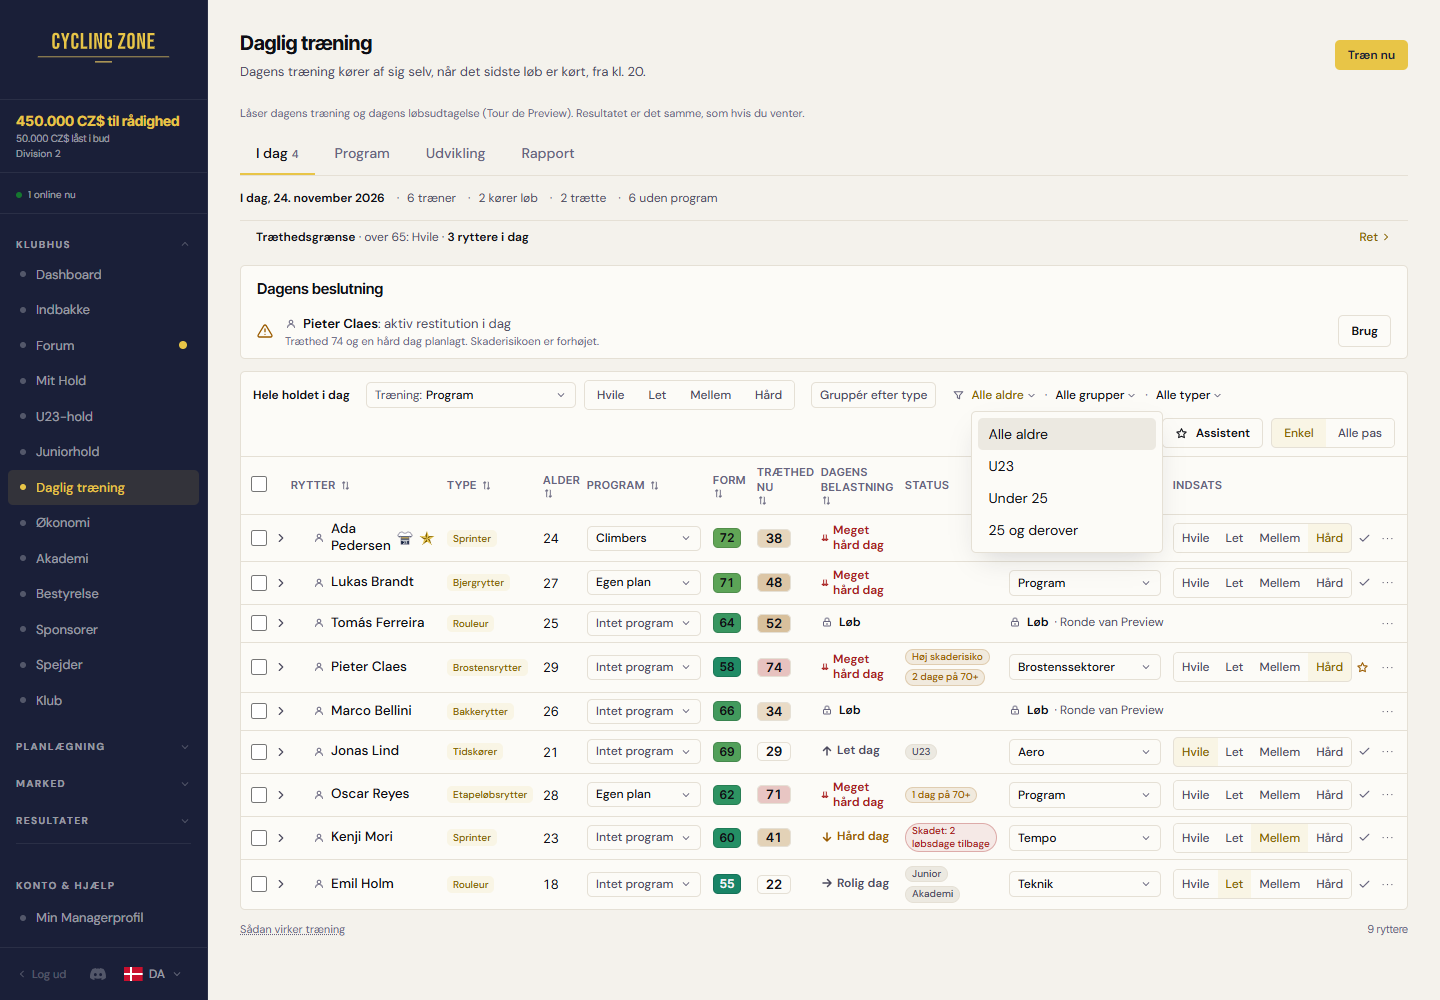 CYCLING ZONE
450.000 CZ$ til rådighed
50.000 CZ$ låst i bud
Division 2
1 online nu
KLUBHUS
Dashboard
Indbakke
Forum
Mit Hold
U23-hold
Juniorhold
Daglig træning
Økonomi
Akademi
Bestyrelse
Sponsorer
Spejder
Klub
PLANLÆGNING
MARKED
RESULTATER
KONTO & HJÆLP
Min Managerprofil
Log ud
DA
Daglig træning
Dagens træning kører af sig selv, når det sidste løb er kørt, fra kl. 20.
Træn nu
Låser dagens træning og dagens løbsudtagelse (Tour de Preview). Resultatet er det samme, som hvis du venter.
I dag 4 Program Udvikling Rapport
I dag, 24. november 2026 · 6 træner · 2 kører løb · 2 trætte · 6 uden program
Træthedsgrænse · over 65: Hvile · 3 ryttere i dag
Ret
Dagens beslutning
Pieter Claes: aktiv restitution i dag
Træthed 74 og en hård dag planlagt. Skaderisikoen er forhøjet.
Brug
Hele holdet i dag Træning: Program Hvile Let Mellem Hård Gruppér efter type Alle aldre · Alle grupper · Alle typer
Assistent Enkel Alle pas
Alle aldre
U23
Under 25
25 og derover
RYTTER TYPE ALDER PROGRAM FORM TRÆTHED NU DAGENS BELASTNING STATUS INDSATS
Ada Pedersen Sprinter 24 Climbers 72 38 Meget hård dag Hvile Let Mellem Hård ...
Lukas Brandt Bjergrytter 27 Egen plan 71 48 Meget hård dag Program Hvile Let Mellem Hård ...
Tomás Ferreira Rouleur 25 Intet program 64 52 Løb Løb · Ronde van Preview ...
Pieter Claes Brostensrytter 29 Intet program 58 74 Meget hård dag Høj skaderisiko 2 dage på 70+ Brostenssektorer Hvile Let Mellem Hård ...
Marco Bellini Bakkerytter 26 Intet program 66 34 Løb Løb · Ronde van Preview ...
Jonas Lind Tidskører 21 Intet program 69 29 Let dag U23 Aero Hvile Let Mellem Hård ...
Oscar Reyes Etapeløbsrytter 28 Egen plan 62 71 Meget hård dag 1 dag på 70+ Program Hvile Let Mellem Hård ...
Kenji Mori Sprinter 23 Intet program 60 41 Hård dag Skadet: 2 løbsdage tilbage Tempo Hvile Let Mellem Hård ...
Emil Holm Rouleur 18 Intet program 55 22 Rolig dag Junior Akademi Teknik Hvile Let Mellem Hård ...
Sådan virker træning
9 ryttere